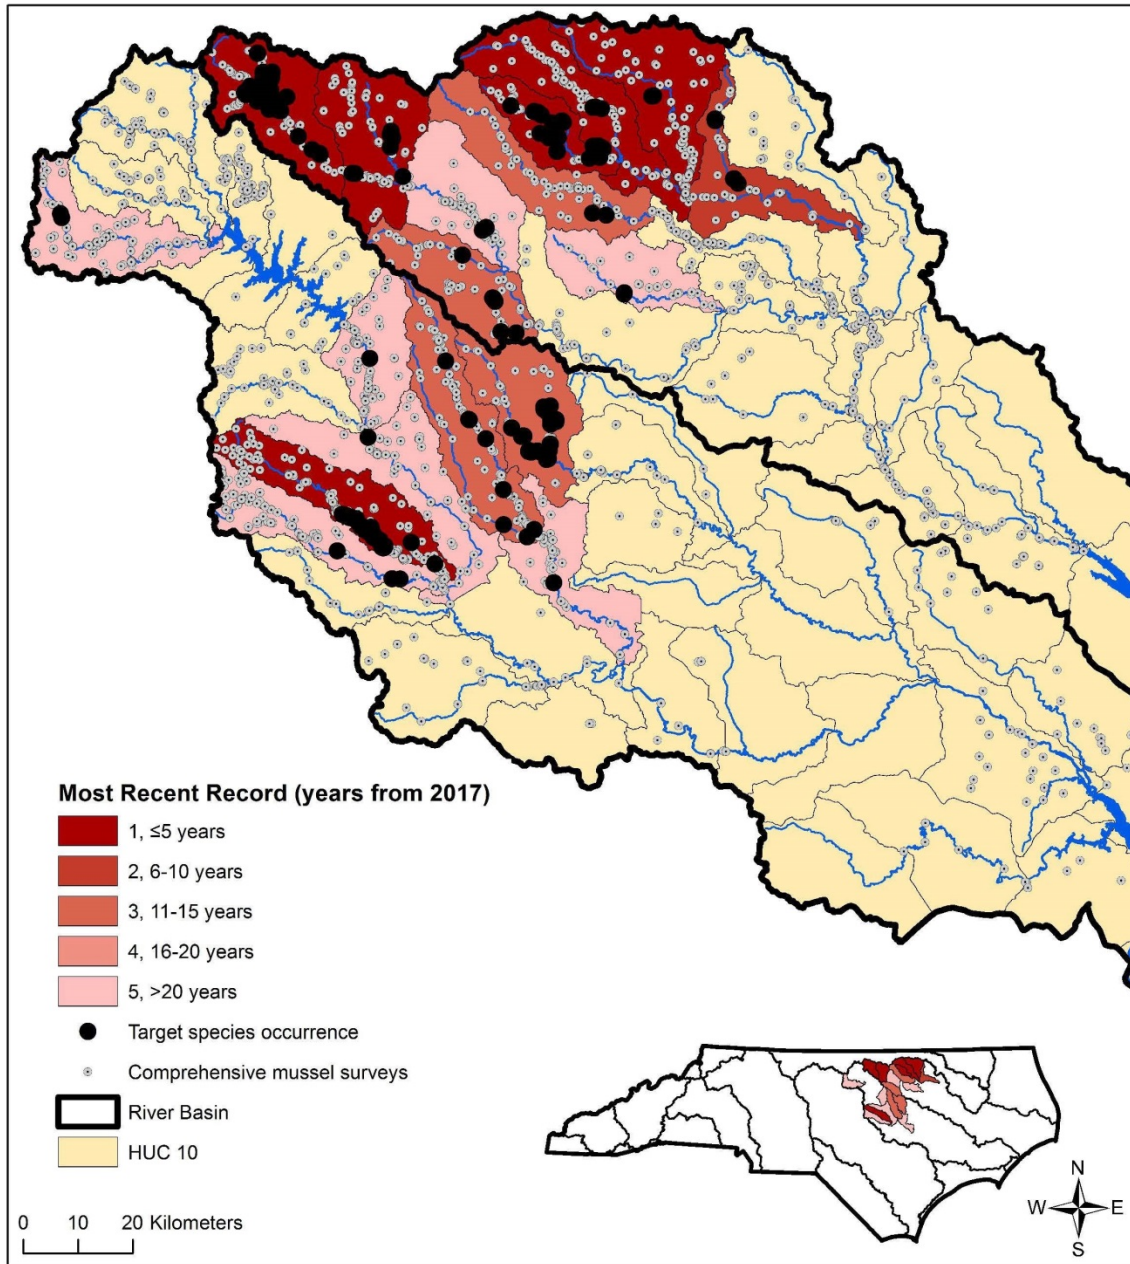 Most Recent Record (years from 2017)
1, ≤5 years
2, 6-10 years
3, 11-15 years
4, 16-20 years
5, >20 years
Target species occurrence
Comprehensive mussel surveys
River Basin
HUC 10
0 10 20 Kilometers
N
W E
S